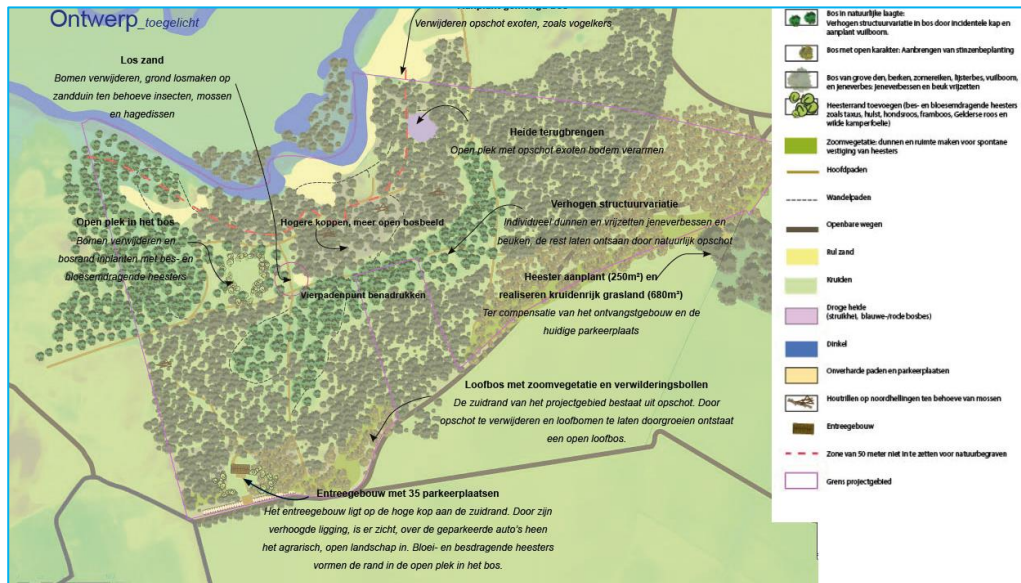 Ontwerp_toegelicht
Verwijderen opschot exoten, zoals vogelkers
Los zand
Bomen verwijderen, grond losmaken op
zandduin ten behoeve insecten, mossen
en hagedissen
Heide terugbrengen
Open plek met opschot exoten bodem verarmen
Open plek in het bos
Bomen verwijderen en
bosrand inplanten met bes- en
bloesemdragende heesters
Hogere koppen, meer open bosbeeld
Verhogen structuurvariatie
Individueel dunnen en vrijzetten jeneverbessen en
beuken, de rest laten ontsaan door natuurlijk opschot
Vierpadenpunt benadrukken
Heester aanplant (250m²) en
realiseren kruidenrijk grasland (680m²)
Ter compensatie van het ontvangstgebouw en de
huidige parkeerplaats
Loofbos met zoomvegetatie en verwilderingsbollen
De zuidrand van het projectgebied bestaat uit opschot. Door
opschot te verwijderen en loofbomen te laten doorgroeien ontstaat
een open loofbos.
Entreegebouw met 35 parkeerplaatsen
Het entreegebouw ligt op de hoge kop aan de zuidrand. Door zijn
verhoogde ligging, is er zicht, over de geparkeerde auto's heen
het agrarisch, open landschap in. Bloei- en besdragende heesters
vormen de rand in de open plek in het bos.
Bos in natuurlijke laagte:
Verhogen structuurvariatie in bos door incidentele kap en
aanplant vuilboom.
Bos met open karakter: Aanbrengen van stinzenbeplanting
Bos van grove den, berken, zomereiken, lijsterbes, vuilboom,
en jeneverbes: jeneverbessen en beuk vrijzetten
Heesterrand toevoegen (bes- en bloesemdragende heesters
zoals taxus, hulst, hondsroos, framboos, Gelderse roos en
wilde kamperfoelie)
Zoomvegetatie: dunnen en ruimte maken voor spontane
vestiging van heesters
Hoofdpaden
Wandelpaden
Openbare wegen
Rul zand
Kruiden
Droge heide
(struikhei, blauwe-/rode bosbes)
Dinkel
Onverharde paden en parkeerplaatsen
Houtrillen op noordhellingen ten behoeve van mossen
Entreegebouw
Zone van 50 meter niet in te zetten voor natuurbegraven
Grens projectgebied